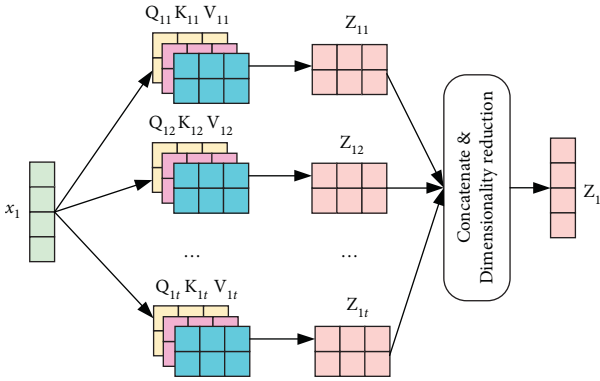 Q₁₁ K₁₁ V₁₁
Z₁₁
Q₁₂ K₁₂ V₁₂
Z₁₂
x₁
Concatenate &
Dimensionality reduction
Z₁
...
...
Q₁ₜ K₁ₜ V₁ₜ
Z₁ₜ